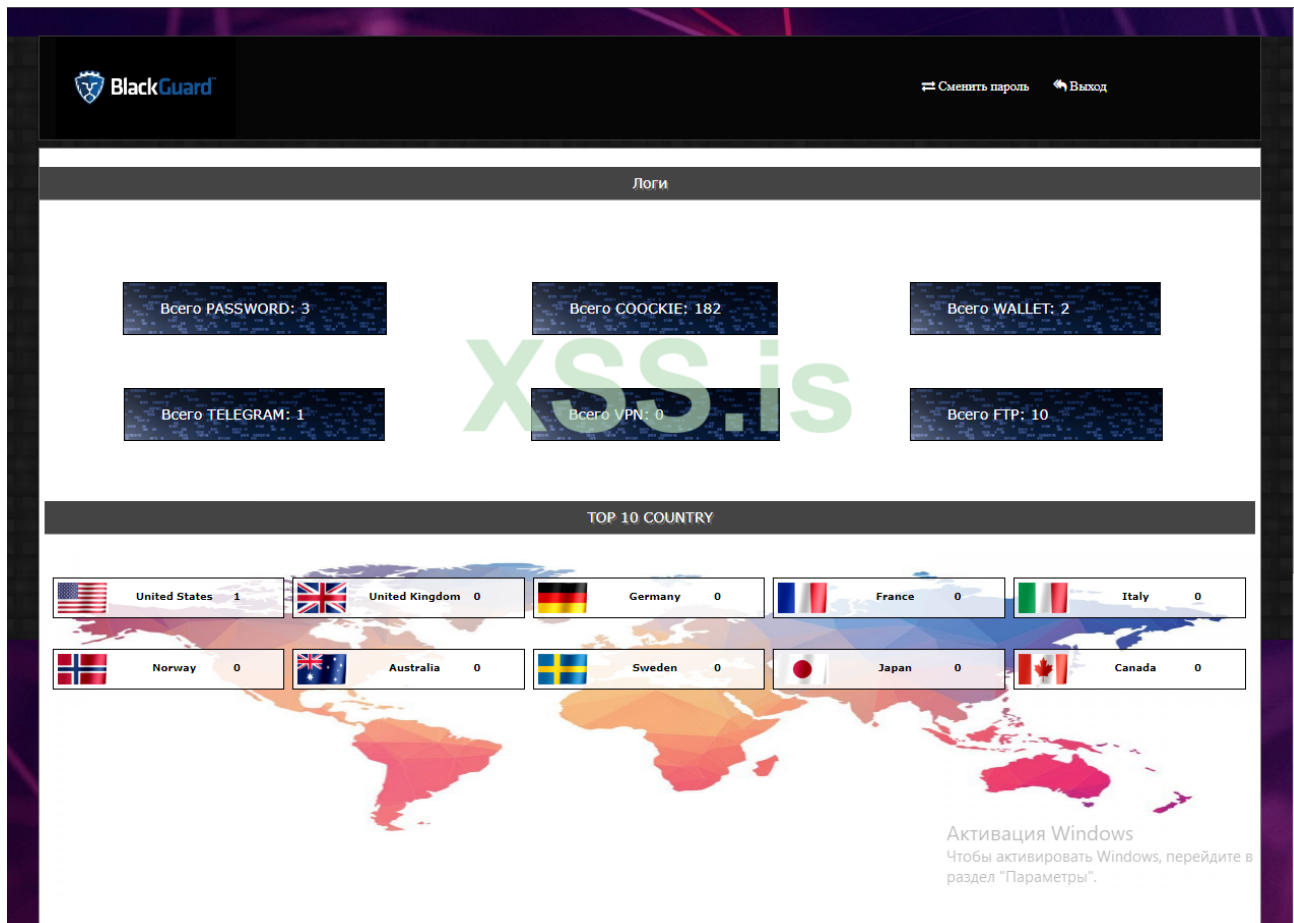 BlackGuard
Сменить пароль Выход
Логи
Всего PASSWORD: 3 Всего COOCKIE: 182 Всего WALLET: 2
XSS.is
Всего TELEGRAM: 1 Всего VPN: 0 Всего FTP: 10
TOP 10 COUNTRY
United States 1 United Kingdom 0 Germany 0 France 0 Italy 0
Norway 0 Australia 0 Sweden 0 Japan 0 Canada 0
Активация Windows
Чтобы активировать Windows, перейдите в
раздел "Параметры".